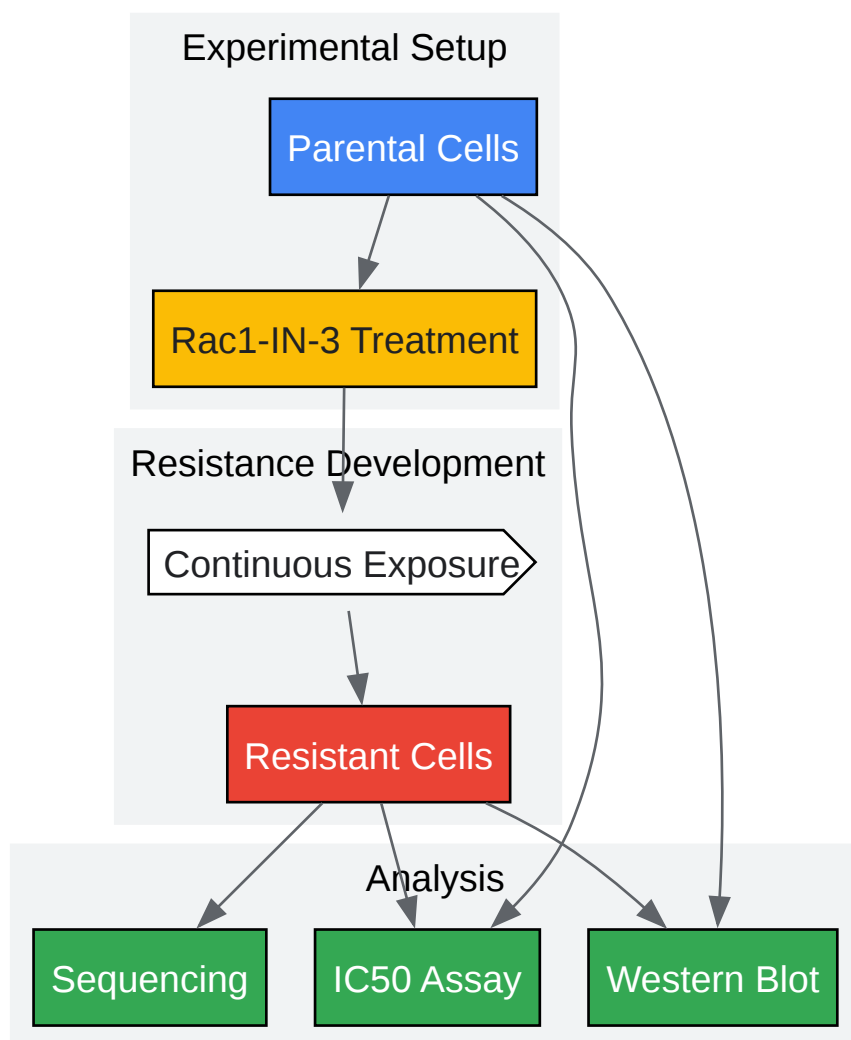 Experimental Setup
Parental Cells
Rac1-IN-3 Treatment
Resistance Development
Continuous Exposure
Resistant Cells
Analysis
Sequencing
IC50 Assay
Western Blot